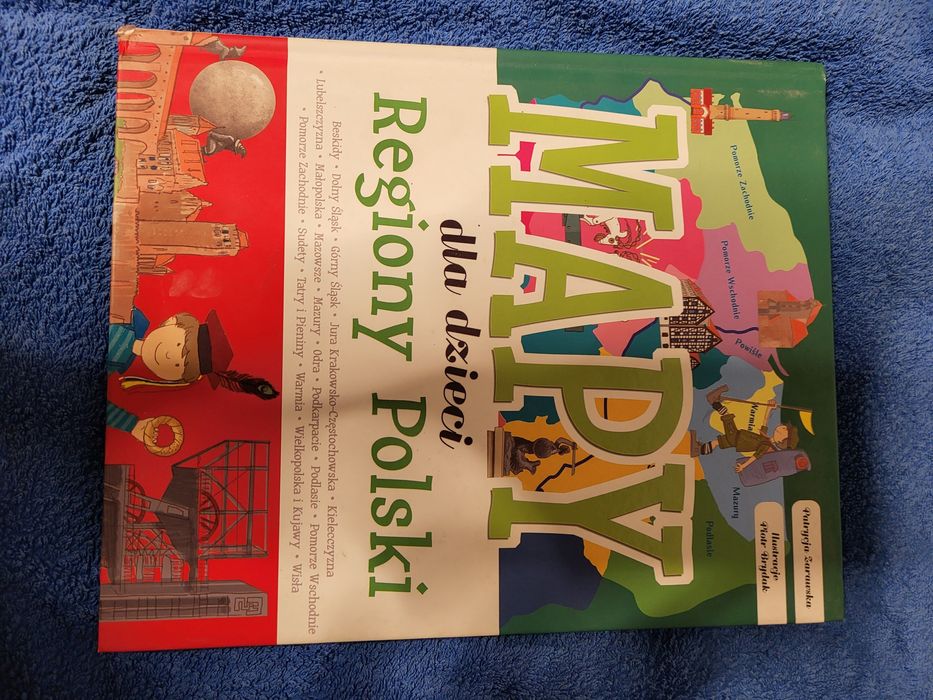 Patrycja Zarawska
Ilustracje
Piotr Brydak
Pomorze Zachodnie
Pomorze Wschodnie
Powiśle
Warmia
Mazury
Podlasie
MAPY
dla dzieci
Regiony Polski
Beskidy • Dolny Śląsk • Górny Śląsk • Jura Krakowsko-Częstochowska • Kielecczyzna
• Lubelszczyzna • Małopolska • Mazowsze • Mazury • Odra • Podkarpacie • Podlasie • Pomorze Wschodnie
• Pomorze Zachodnie • Sudety • Tatry i Pieniny • Warmia • Wielkopolska i Kujawy • Wisła